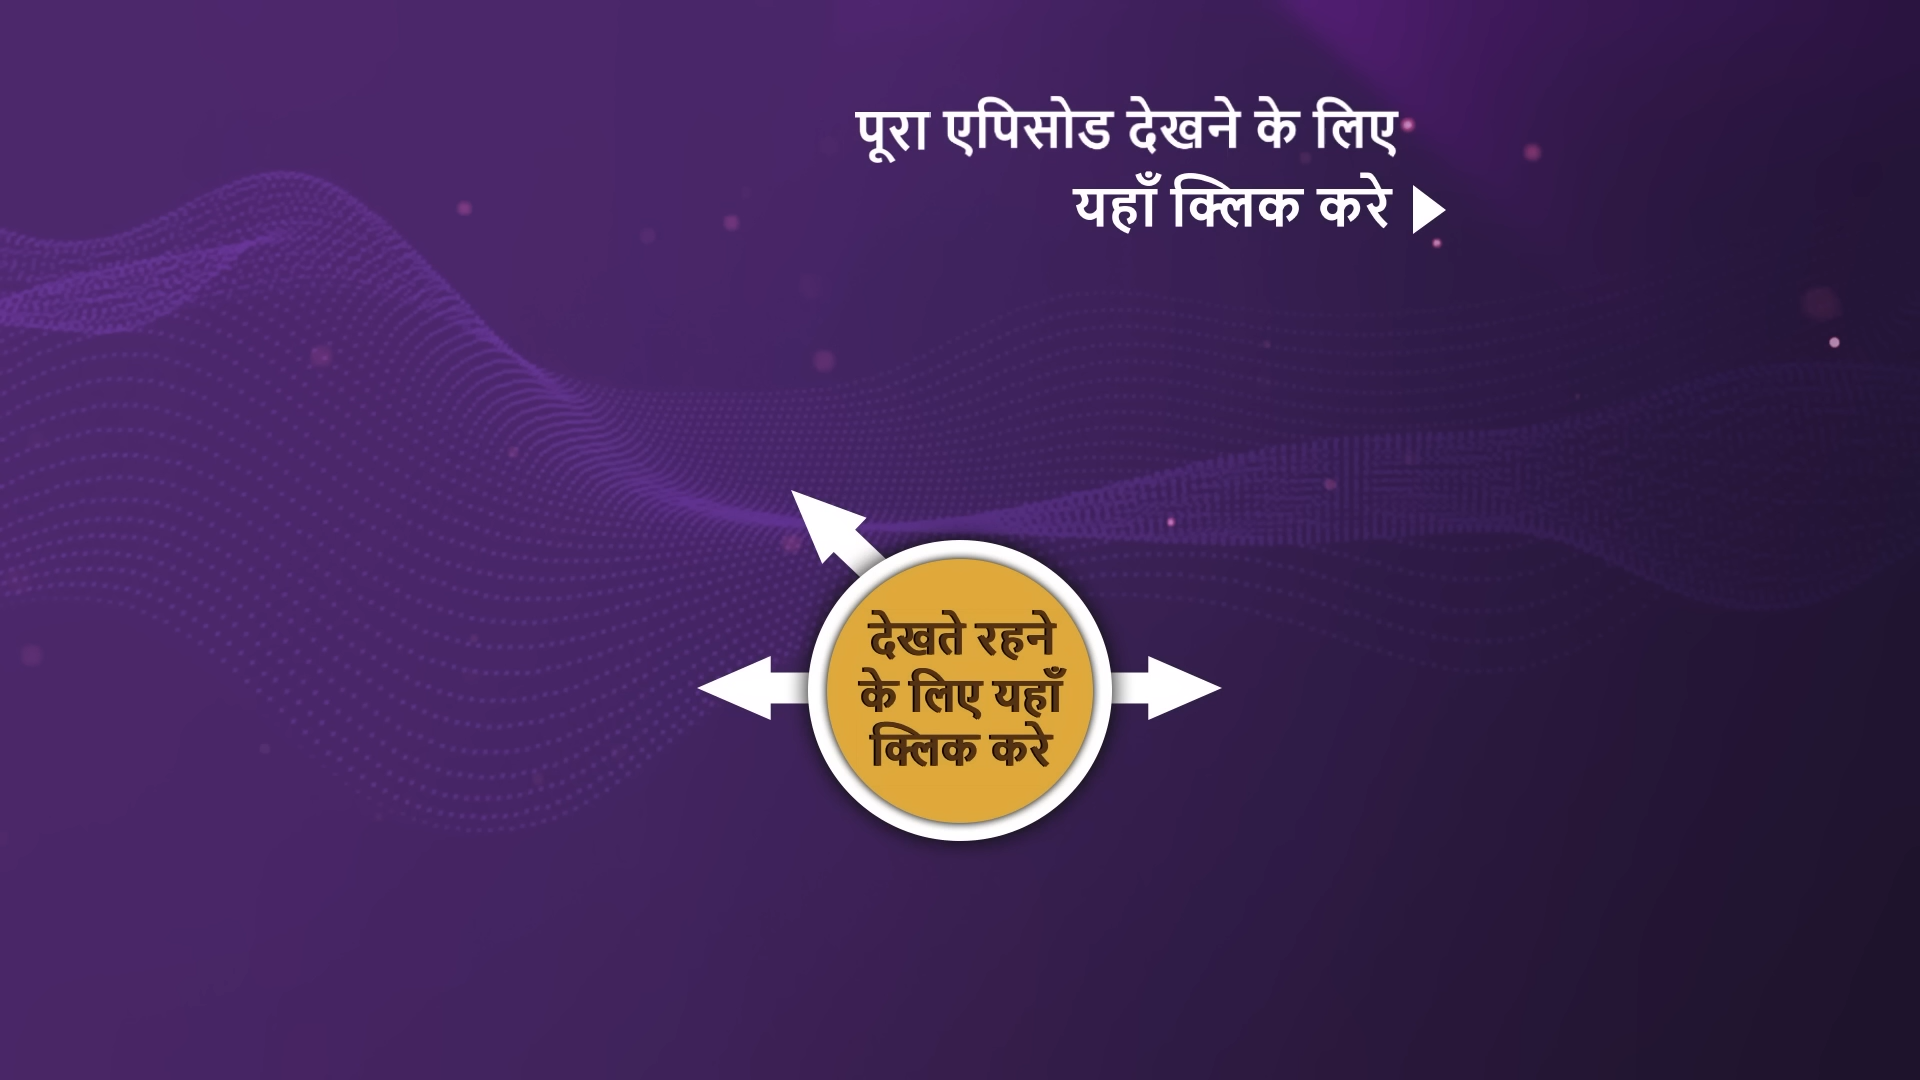 पूरा एपिसोड देखने के लिए
यहाँ क्लिक करे
देखते रहने
के लिए यहाँ
क्लिक करे